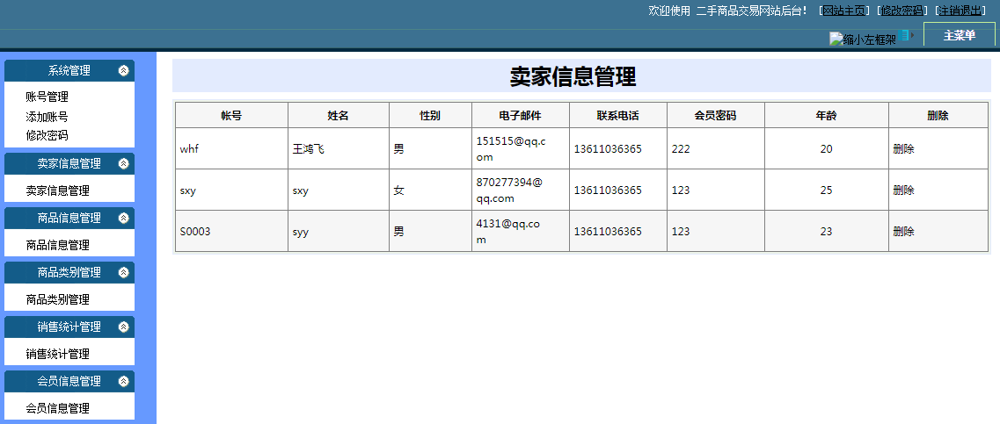 欢迎使用 二手商品交易网站后台! [网站主页] [修改密码] [注销退出]
缩小左框架 主菜单
系统管理
账号管理
添加账号
修改密码
卖家信息管理
卖家信息管理
商品信息管理
商品信息管理
商品类别管理
商品类别管理
销售统计管理
销售统计管理
会员信息管理
会员信息管理
卖家信息管理
帐号 姓名 性别 电子邮件 联系电话 会员密码 年龄 删除
whf 王鸿飞 男 151515@qq.c 13611036365 222 20 删除
om
sxy sxy 女 870277394@ 13611036365 123 25 删除
qq.com
S0003 syy 男 4131@qq.co 13611036365 123 23 删除
m